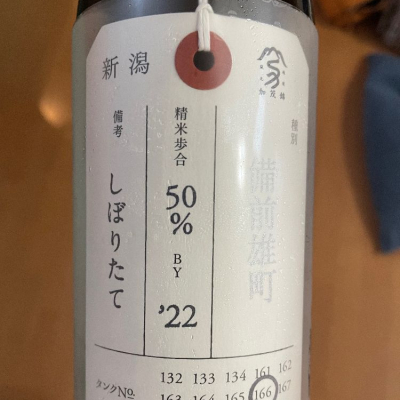 新潟
加茂錦
種別
備前雄町
精米歩合
50%
BY
'22
備考
しぼりたて
タンクNo.
132 133 134 161 162
163 164 165 166 167